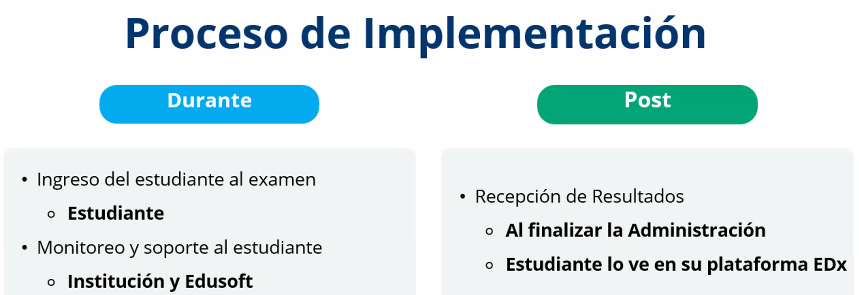 Proceso de Implementación
Durante
• Ingreso del estudiante al examen
○ Estudiante
• Monitoreo y soporte al estudiante
○ Institución y Edusoft
Post
• Recepción de Resultados
○ Al finalizar la Administración
○ Estudiante lo ve en su plataforma EDx